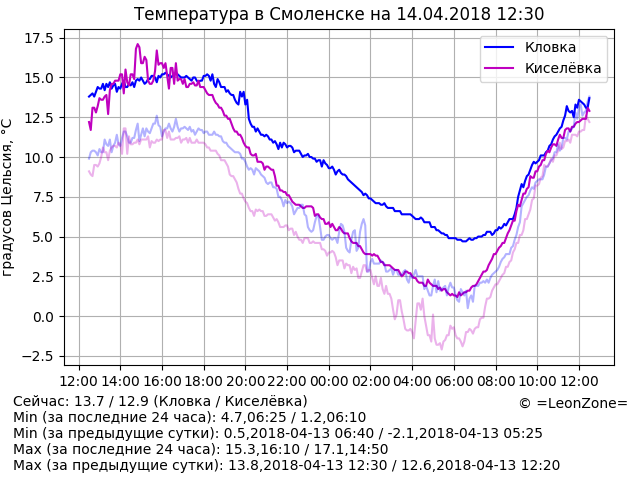 Температура в Смоленске на 14.04.2018 12:30
17.5
15.0
12.5
10.0
7.5
5.0
2.5
0.0
−2.5
градусов Цельсия, °C
Кловка
Киселёвка
12:00 14:00 16:00 18:00 20:00 22:00 00:00 02:00 04:00 06:00 08:00 10:00 12:00
Сейчас: 13.7 / 12.9 (Кловка / Киселёвка)
© =LeonZone=
Min (за последние 24 часа): 4.7,06:25 / 1.2,06:10
Min (за предыдущие сутки): 0.5,2018-04-13 06:40 / -2.1,2018-04-13 05:25
Max (за последние 24 часа): 15.3,16:10 / 17.1,14:50
Max (за предыдущие сутки): 13.8,2018-04-13 12:30 / 12.6,2018-04-13 12:20